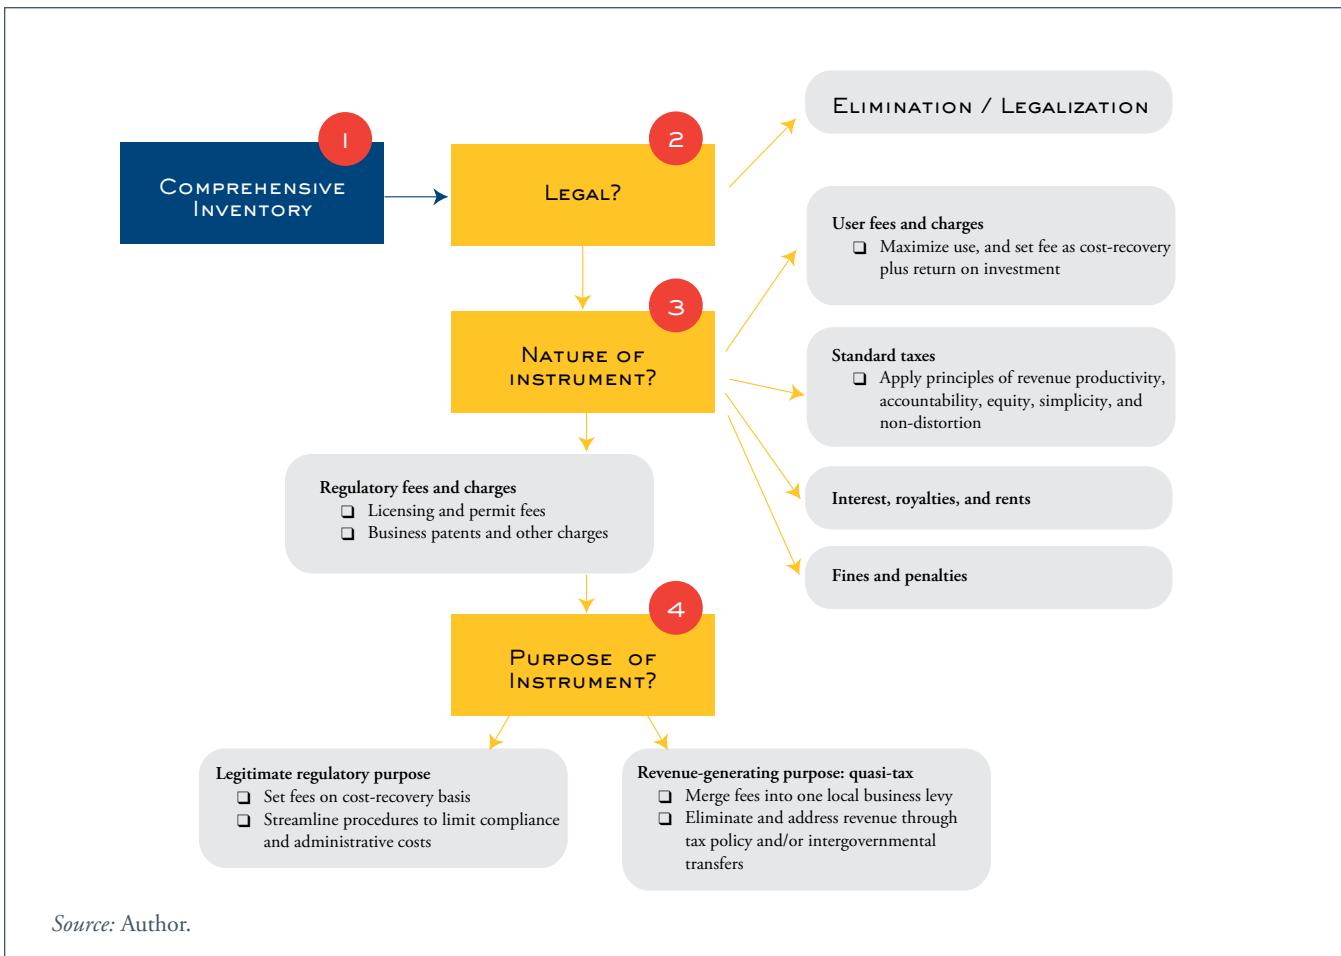 1
COMPREHENSIVE
INVENTORY
2
LEGAL?
ELIMINATION / LEGALIZATION
3
NATURE OF
INSTRUMENT?
User fees and charges
❏ Maximize use, and set fee as cost-recovery
plus return on investment
Standard taxes
❏ Apply principles of revenue productivity,
accountability, equity, simplicity, and
non-distortion
Interest, royalties, and rents
Fines and penalties
Regulatory fees and charges
❏ Licensing and permit fees
❏ Business patents and other charges
4
PURPOSE OF
INSTRUMENT?
Legitimate regulatory purpose
❏ Set fees on cost-recovery basis
❏ Streamline procedures to limit compliance
and administrative costs
Revenue-generating purpose: quasi-tax
❏ Merge fees into one local business levy
❏ Eliminate and address revenue through
tax policy and/or intergovernmental
transfers
Source: Author.